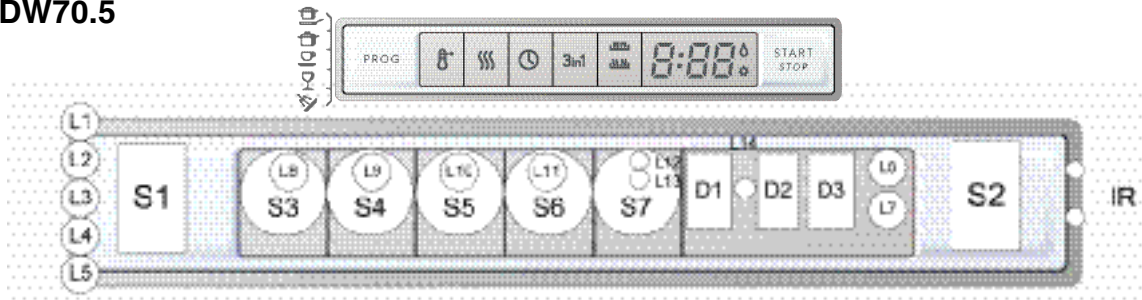 DW70.5
PROG 3in1 8:88 START
STOP
L1
L2 L14
L8 L9 L10 L11 L12 L6
S1 L13 D1 D2 D3 S2
L3 S3 S4 S5 S6 S7 L7 IR
L4
L5